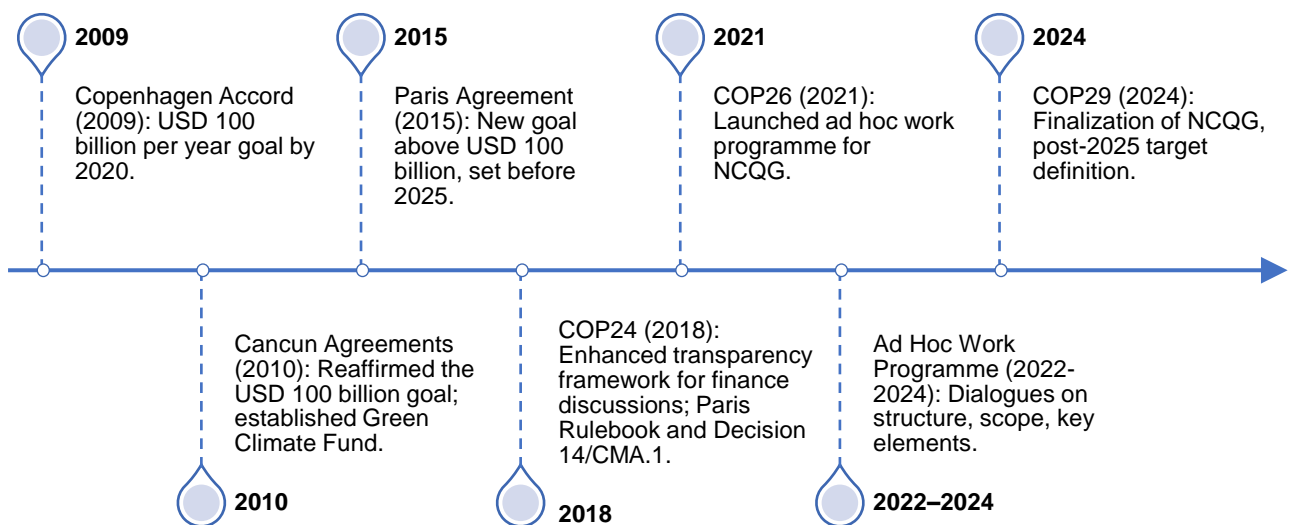 2009
Copenhagen Accord
(2009): USD 100
billion per year goal by
2020.
2015
Paris Agreement
(2015): New goal
above USD 100
billion, set before
2025.
2021
COP26 (2021):
Launched ad hoc work
programme for
NCQG.
2024
COP29 (2024):
Finalization of NCQG,
post-2025 target
definition.
Cancun Agreements
(2010): Reaffirmed the
USD 100 billion goal;
established Green
Climate Fund.
2010
COP24 (2018):
Enhanced transparency
framework for finance
discussions; Paris
Rulebook and Decision
14/CMA.1.
2018
Ad Hoc Work
Programme (2022-
2024): Dialogues on
structure, scope, key
elements.
2022–2024